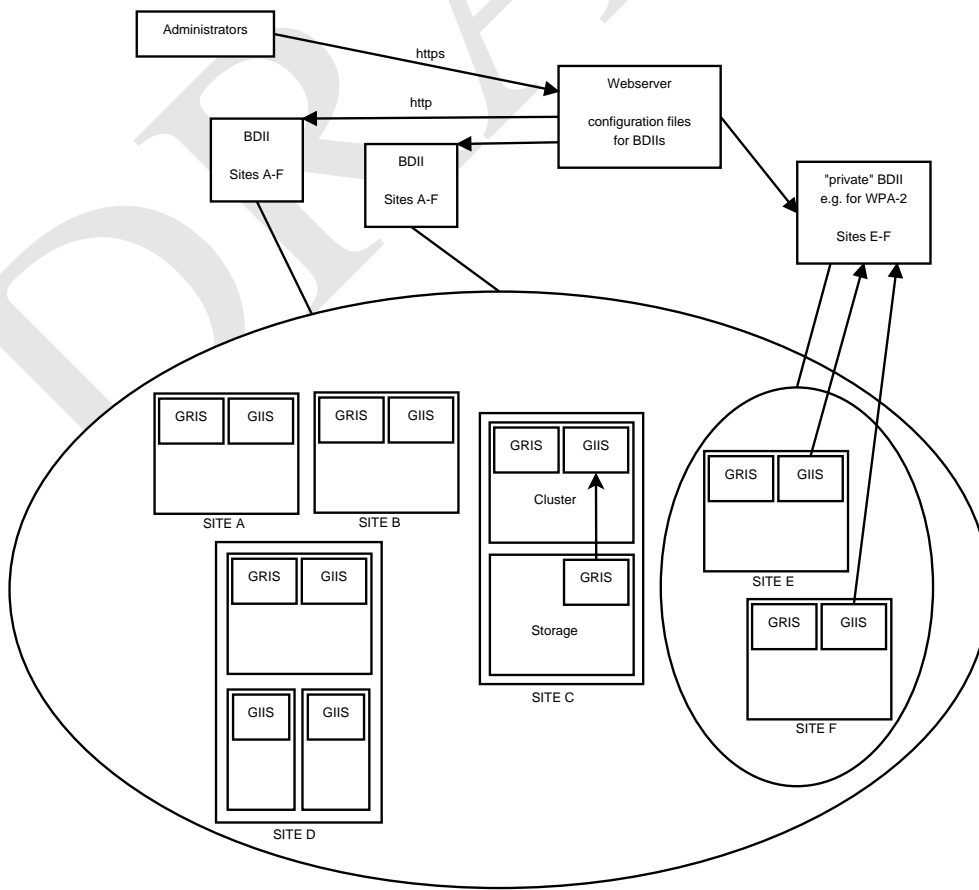 DRA
Administrators
https
Webserver
configuration files
for BDIIs
http
BDII
Sites A-F
BDII
Sites A-F
"private" BDII
e.g. for WPA-2
Sites E-F
GRIS
GIIS
SITE A
GRIS
GIIS
SITE B
GRIS
GIIS
Cluster
GRIS
Storage
SITE C
GRIS
GIIS
GIIS
GIIS
SITE D
GRIS
GIIS
SITE E
GRIS
GIIS
SITE F